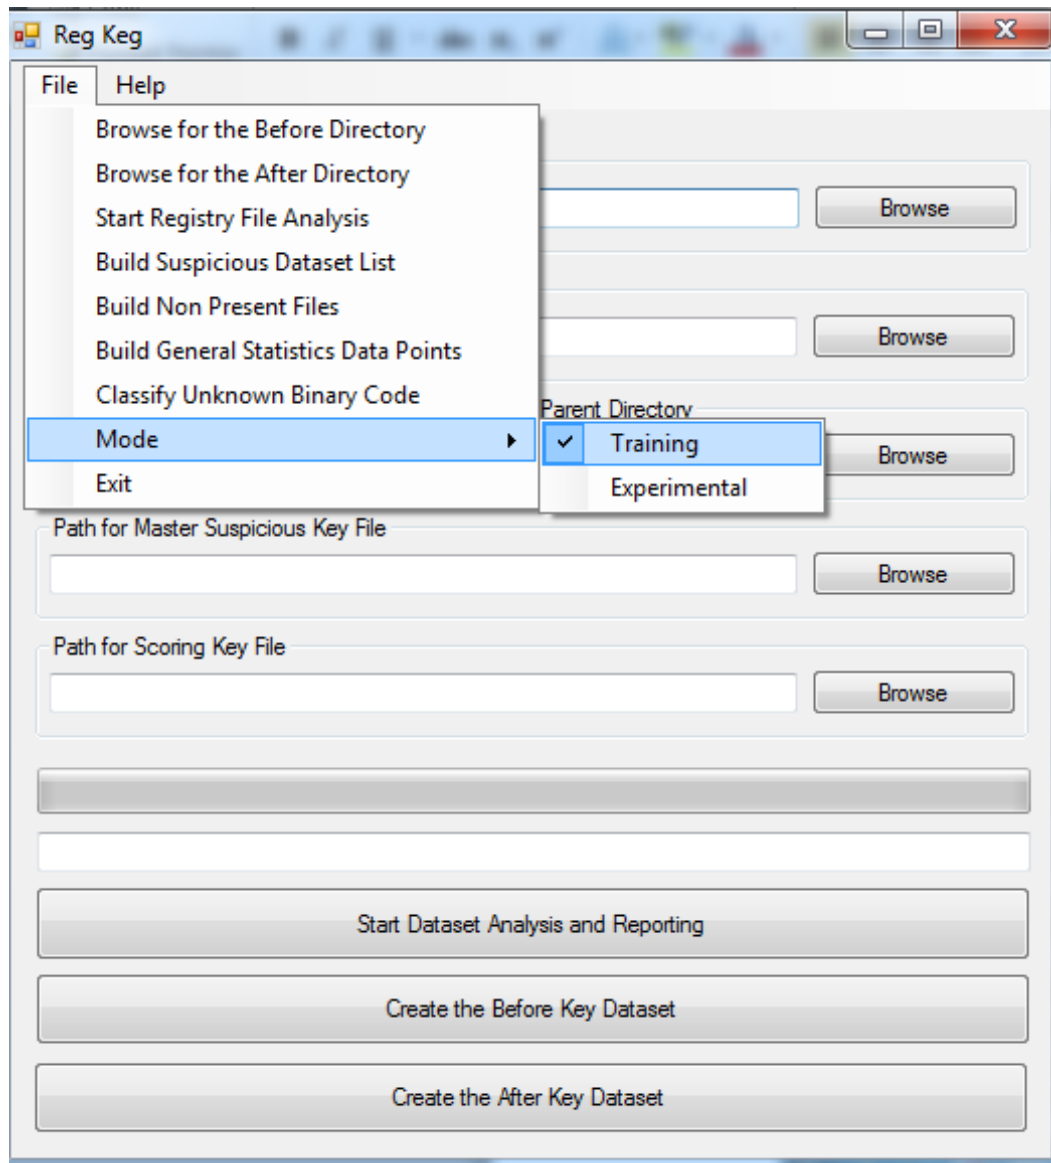 Reg Keg
File Help
Browse for the Before Directory
Browse for the After Directory
Start Registry File Analysis
Build Suspicious Dataset List
Build Non Present Files
Build General Statistics Data Points
Classify Unknown Binary Code
Mode
Exit
Training
Experimental
Browse
Browse
Parent Directory
Browse
Path for Master Suspicious Key File
Browse
Path for Scoring Key File
Browse
Start Dataset Analysis and Reporting
Create the Before Key Dataset
Create the After Key Dataset